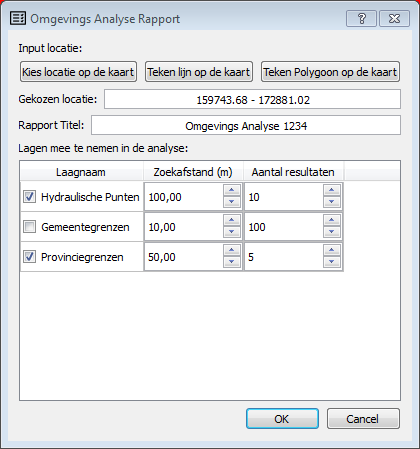 Omgevings Analyse Rapport
Input locatie:
Kies locatie op de kaart Teken lijn op de kaart Teken Polygoon op de kaart
Gekozen locatie: 159743.68 - 172881.02
Rapport Titel: Omgevings Analyse 1234
Lagen mee te nemen in de analyse:
Laagnaam Zoekafstand (m) Aantal resultaten
Hydraulische Punten 100,00 10
Gemeentegrenzen 10,00 100
Provinciegrenzen 50,00 5
OK Cancel